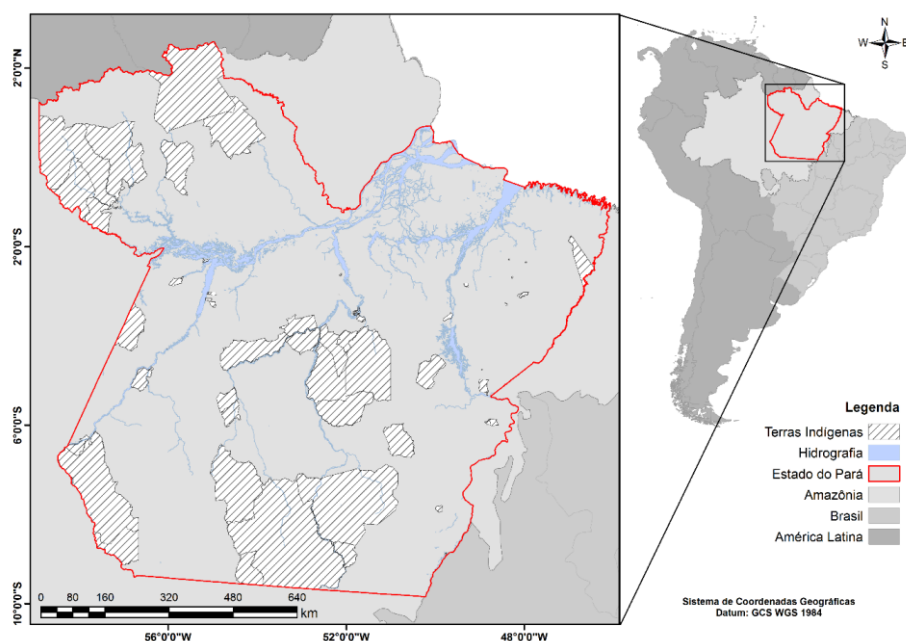 2°0'0"N
2°0'0"S
6°0'0"S
10°0'0"S
0 80 160 320 480 640
km
56°0'0"W 52°0'0"W 48°0'0"W
N
W E
S
Legenda
Terras Indígenas
Hidrografia
Estado do Pará
Amazônia
Brasil
América Latina
Sistema de Coordenadas Geográficas
Datum: GCS WGS 1984